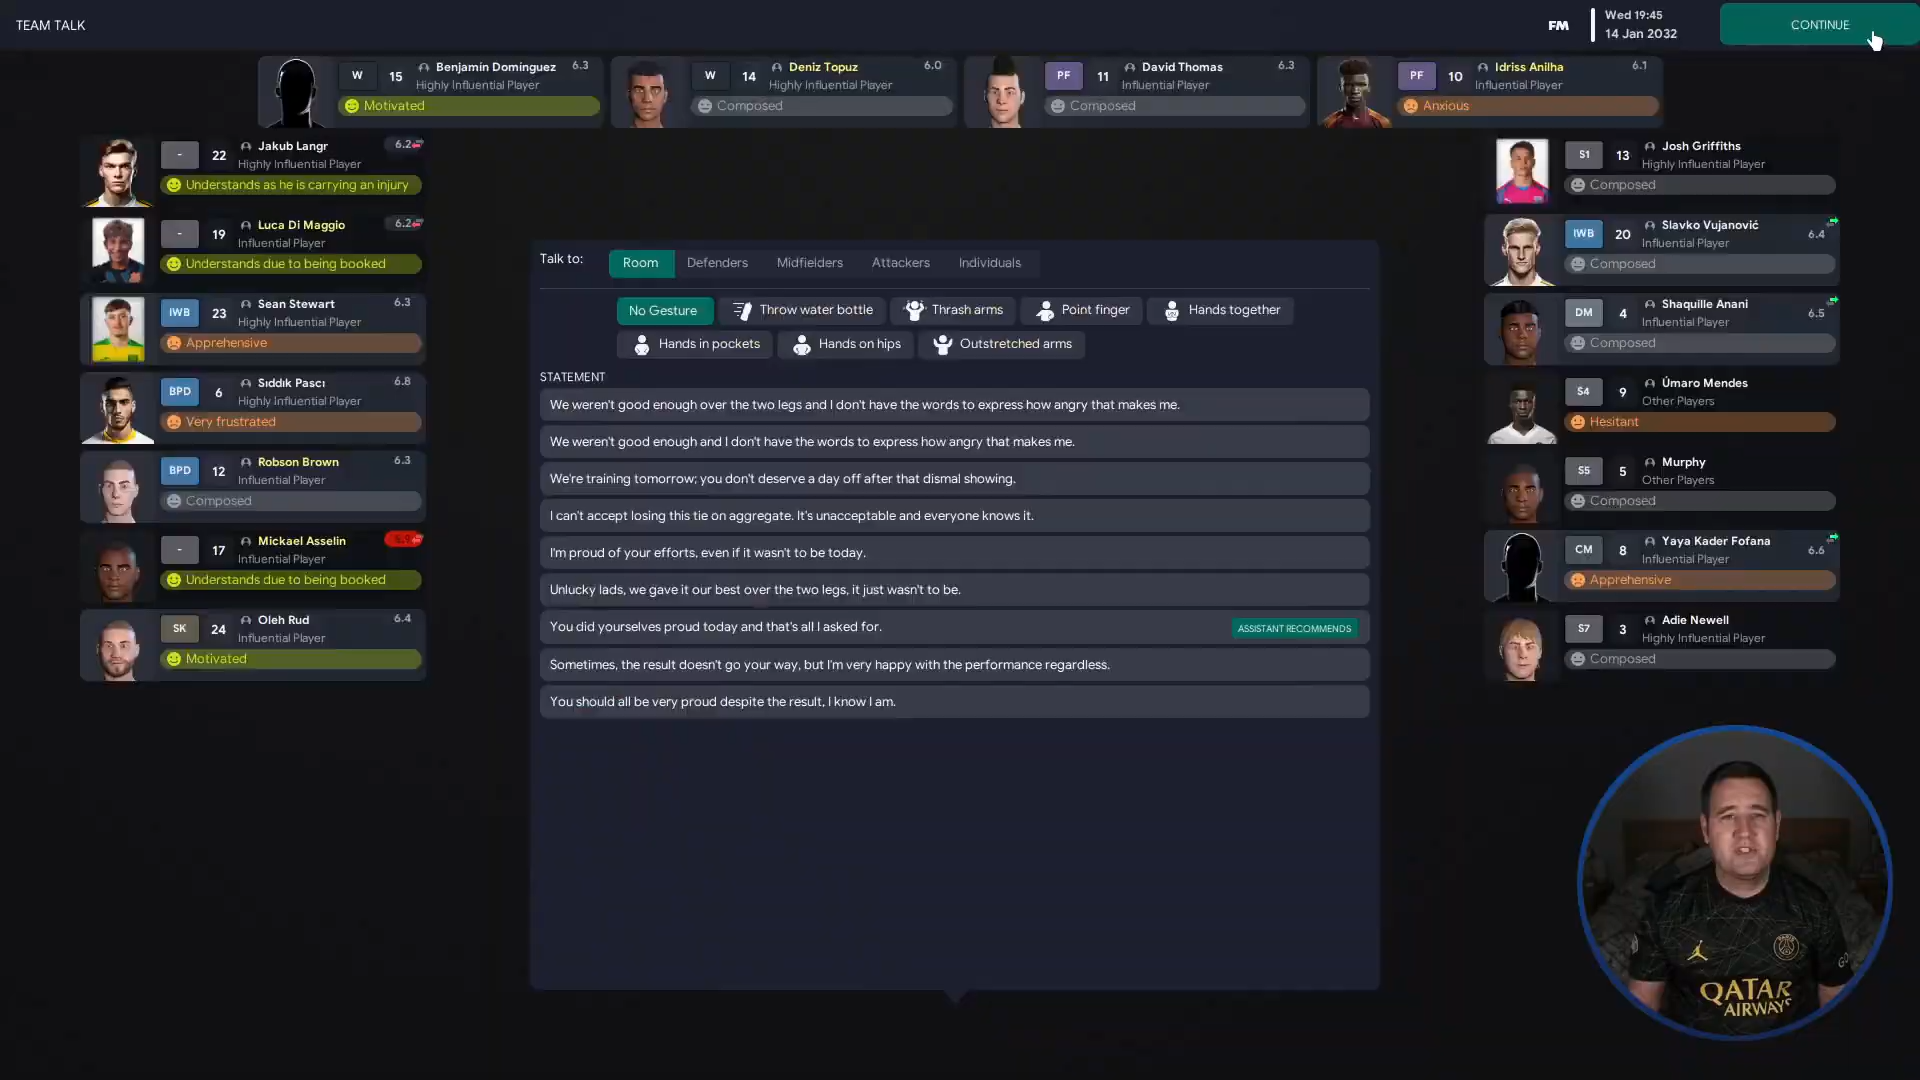 TEAM TALK
FM
Wed 19:45
14 Jan 2032
CONTINUE
W 15 Benjamín Domínguez 6.3
Highly Influential Player
Motivated
W 14 Deniz Topuz 6.0
Highly Influential Player
Composed
PF 11 David Thomas 6.3
Influential Player
Composed
PF 10 Idriss Anilha 6.1
Influential Player
Anxious
- 22 Jakub Langr 6.2
Highly Influential Player
Understands as he is carrying an injury
- 19 Luca Di Maggio 6.2
Influential Player
Understands due to being booked
IWB 23 Sean Stewart 6.3
Highly Influential Player
Apprehensive
BPD 6 Sıddık Pascı 6.8
Highly Influential Player
Very frustrated
BPD 12 Robson Brown 6.3
Influential Player
Composed
- 17 Mickael Asselin
Influential Player
Understands due to being booked
SK 24 Oleh Rud 6.4
Influential Player
Motivated
Talk to: Room Defenders Midfielders Attackers Individuals
No Gesture Throw water bottle Thrash arms Point finger Hands together
Hands in pockets Hands on hips Outstretched arms
STATEMENT
We weren't good enough over the two legs and I don't have the words to express how angry that makes me.
We weren't good enough and I don't have the words to express how angry that makes me.
We're training tomorrow; you don't deserve a day off after that dismal showing.
I can't accept losing this tie on aggregate. It's unacceptable and everyone knows it.
I'm proud of your efforts, even if it wasn't to be today.
Unlucky lads, we gave it our best over the two legs, it just wasn't to be.
You did yourselves proud today and that's all I asked for. ASSISTANT RECOMMENDS
Sometimes, the result doesn't go your way, but I'm very happy with the performance regardless.
You should all be very proud despite the result, I know I am.
S1 13 Josh Griffiths
Highly Influential Player
Composed
IWB 20 Slavko Vujanović 6.4
Influential Player
Composed
DM 4 Shaquille Anani 6.5
Influential Player
Composed
S4 9 Úmaro Mendes
Other Players
Hesitant
S5 5 Murphy
Other Players
Composed
CM 8 Yaya Kader Fofana 6.6
Influential Player
Apprehensive
S7 3 Adie Newell
Highly Influential Player
Composed
QATAR
AIRWAYS